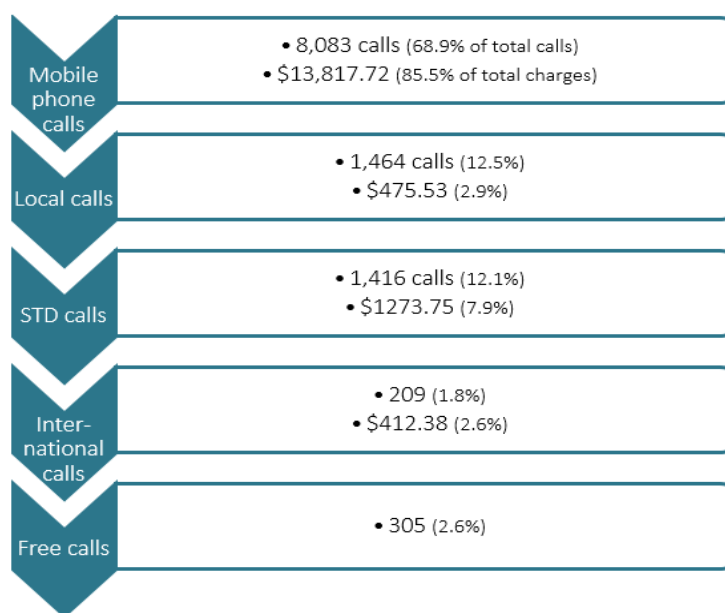 Mobile
phone
calls
• 8,083 calls (68.9% of total calls)
• $13,817.72 (85.5% of total charges)
Local calls
• 1,464 calls (12.5%)
• $475.53 (2.9%)
STD calls
• 1,416 calls (12.1%)
• $1273.75 (7.9%)
Inter-
national
calls
• 209 (1.8%)
• $412.38 (2.6%)
Free calls
• 305 (2.6%)